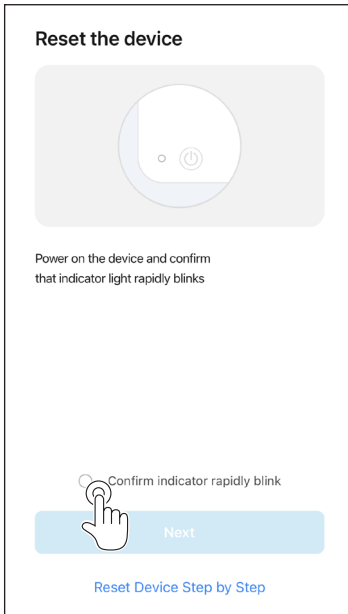 Reset the device
Power on the device and confirm
that indicator light rapidly blinks
Confirm indicator rapidly blink
Next
Reset Device Step by Step